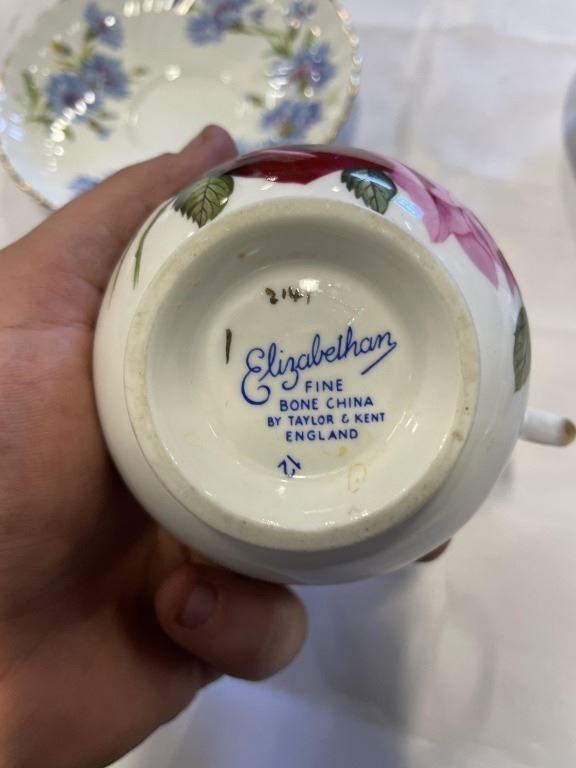 2141
Elizabethan
FINE
BONE CHINA
BY TAYLOR & KENT
ENGLAND